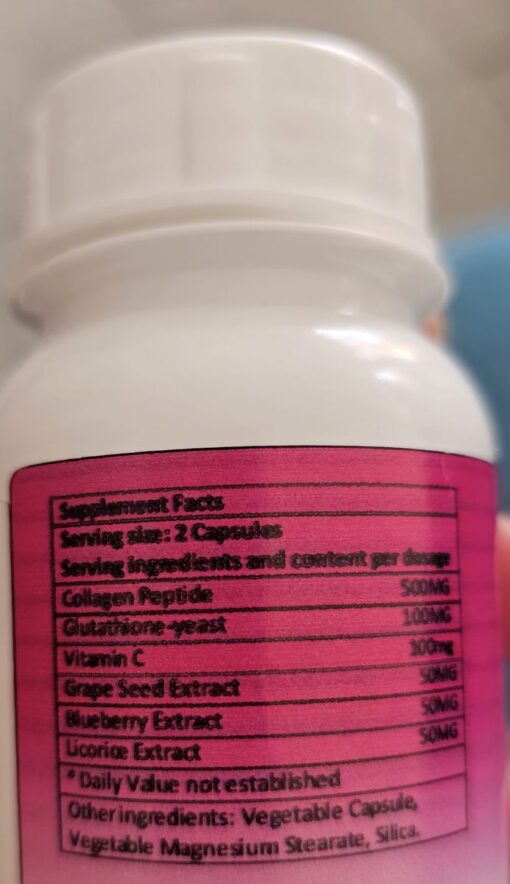 Supplement Facts
Serving size: 2 Capsules
Serving ingredients and content per dosage
Collagen Peptide 500MG
Glutathione-yeast 100MG
Vitamin C 100mg
Grape Seed Extract 50MG
Blueberry Extract 50MG
Licorice Extract 50MG
* Daily Value not established
Other ingredients: Vegetable Capsule,
Vegetable Magnesium Stearate, Silica.